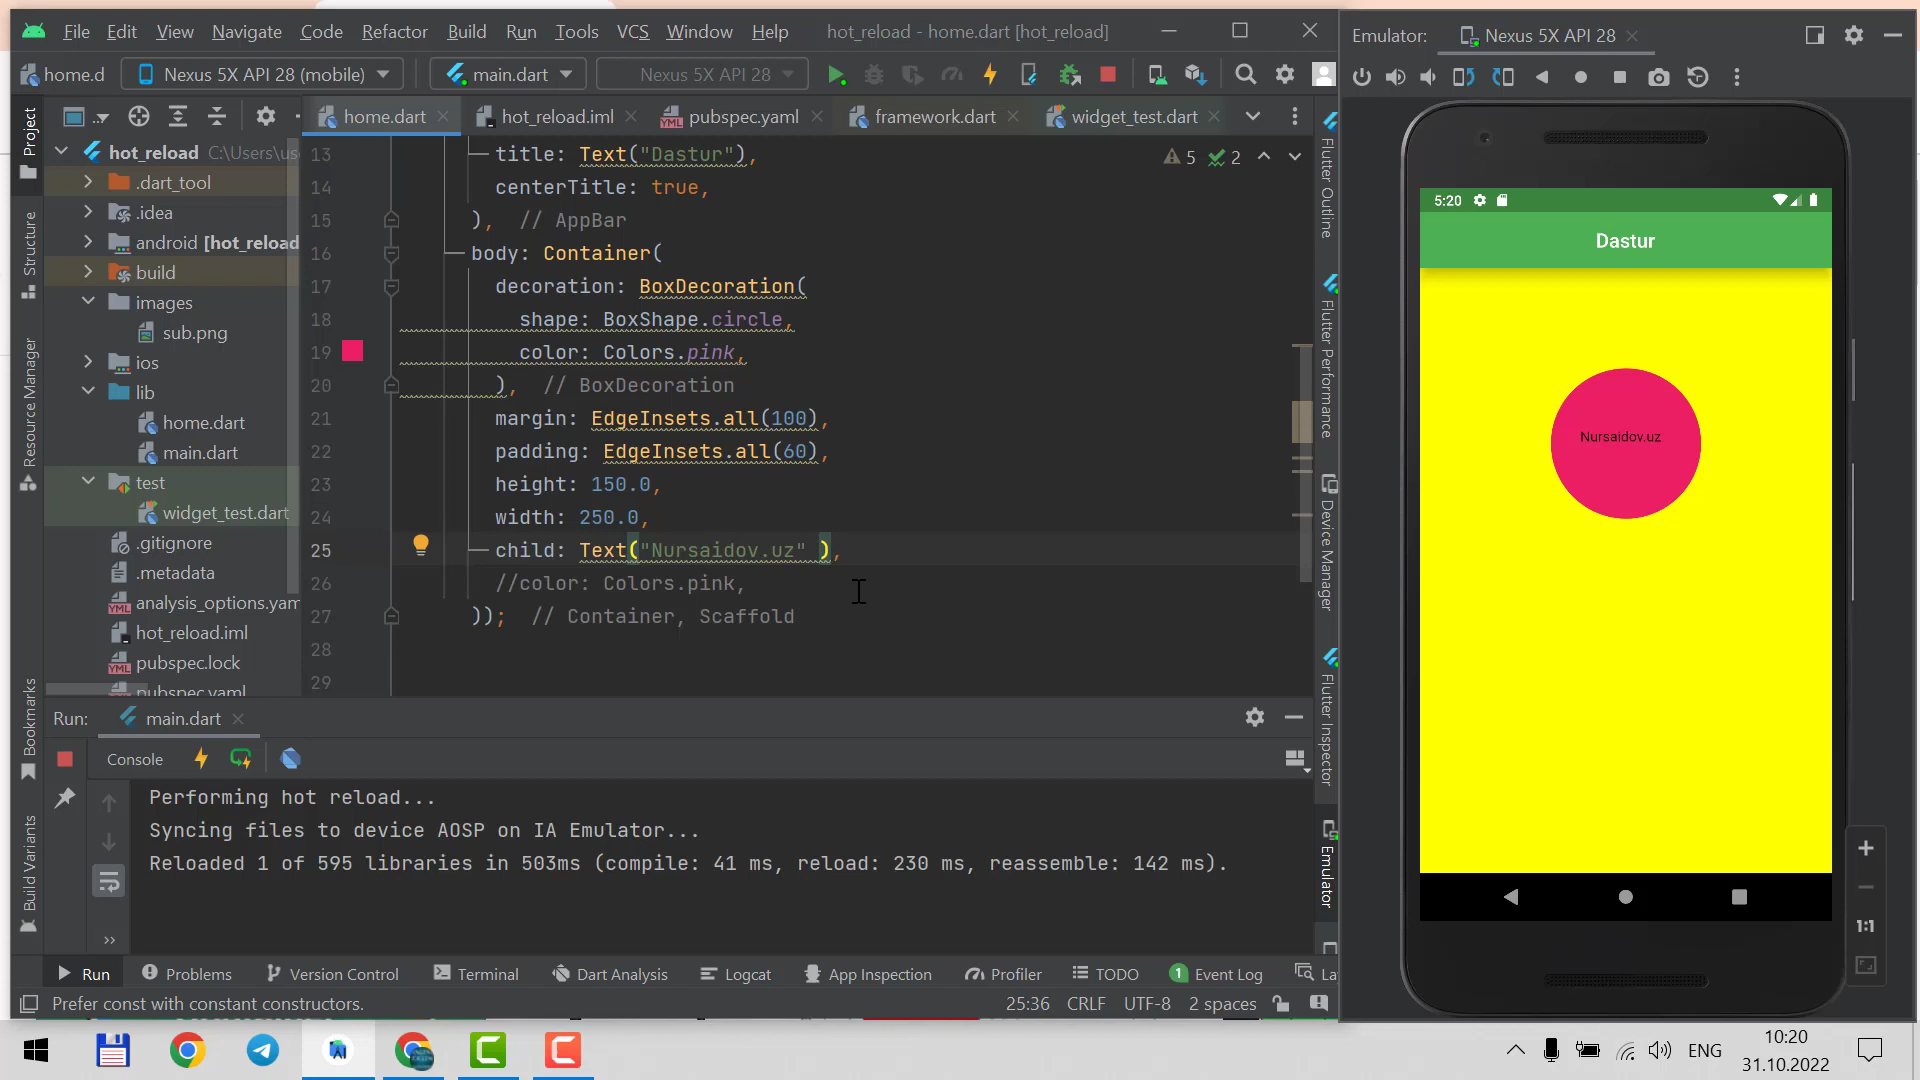 File Edit View Navigate Code Refactor Build Run Tools VCS Window Help hot_reload - home.dart [hot_reload]
Emulator: Nexus 5X API 28
home.d Nexus 5X API 28 (mobile) main.dart Nexus 5X API 28
home.dart hot_reload.iml pubspec.yaml framework.dart widget_test.dart
Project
Structure
Resource Manager
Bookmarks
Build Variants
hot_reload C:\Users\us
.dart_tool
.idea
android [hot_reload
build
images
sub.png
ios
lib
home.dart
main.dart
test
widget_test.dart
.gitignore
.metadata
analysis_options.yam
hot_reload.iml
pubspec.lock
pubspec.yaml
13 title: Text("Dastur"),
14 centerTitle: true,
15 ), // AppBar
16 body: Container(
17 decoration: BoxDecoration(
18 shape: BoxShape.circle,
19 color: Colors.pink,
20 ), // BoxDecoration
21 margin: EdgeInsets.all(100),
22 padding: EdgeInsets.all(60),
23 height: 150.0,
24 width: 250.0,
25 child: Text("Nursaidov.uz" ),
26 //color: Colors.pink,
27 )); // Container, Scaffold
28
29
5 2
Flutter Outline
Flutter Performance
Device Manager
Flutter Inspector
Emulator
5:20
Dastur
Nursaidov.uz
1:1
Run: main.dart
Console
Performing hot reload...
Syncing files to device AOSP on IA Emulator...
Reloaded 1 of 595 libraries in 503ms (compile: 41 ms, reload: 230 ms, reassemble: 142 ms).
Run Problems Version Control Terminal Dart Analysis Logcat App Inspection Profiler TODO 1 Event Log La
Prefer const with constant constructors. 25:36 CRLF UTF-8 2 spaces
ENG
10:20
31.10.2022